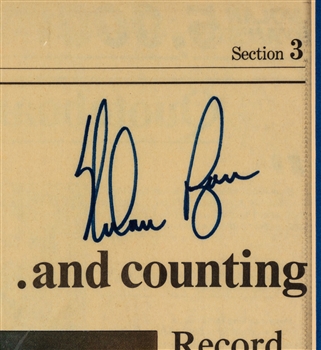 Section 3
Nolan Ryan
. and counting
Record